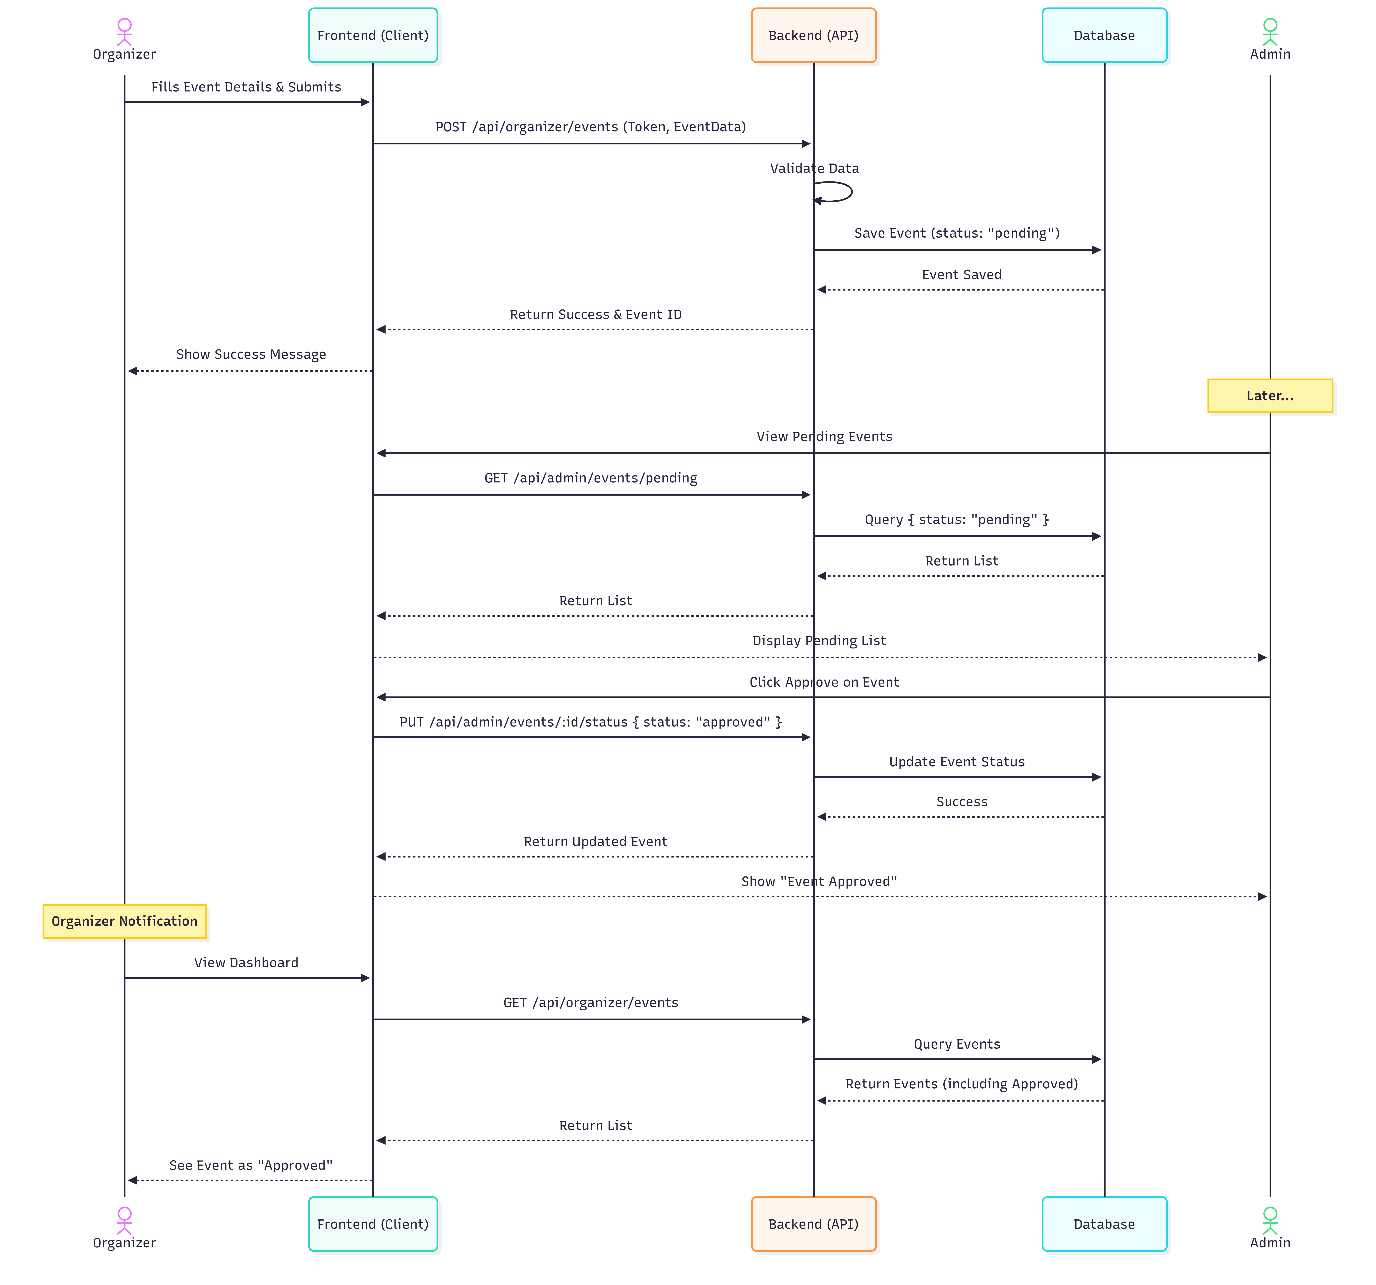 Organizer
Frontend (Client)
Backend (API)
Database
Admin
Fills Event Details & Submits
POST /api/organizer/events (Token, EventData)
Validate Data
Save Event (status: "pending")
Event Saved
Return Success & Event ID
Show Success Message
Later...
View Pending Events
GET /api/admin/events/pending
Query { status: "pending" }
Return List
Return List
Display Pending List
Click Approve on Event
PUT /api/admin/events/:id/status { status: "approved" }
Update Event Status
Success
Return Updated Event
Show "Event Approved"
Organizer Notification
View Dashboard
GET /api/organizer/events
Query Events
Return Events (including Approved)
Return List
See Event as "Approved"
Organizer
Frontend (Client)
Backend (API)
Database
Admin